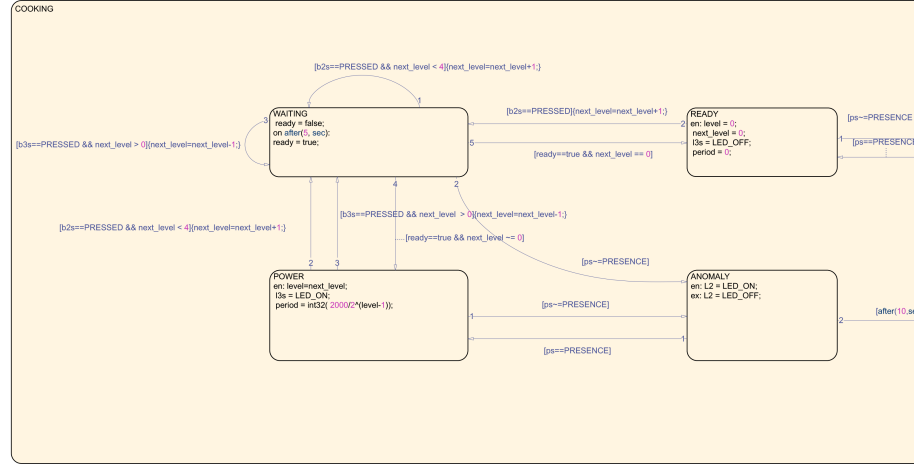 COOKING
[b2s==PRESSED && next_level < 4]{next_level=next_level+1;}
1
WAITING
ready = false;
on after(5, sec):
ready = true;
3
[b3s==PRESSED && next_level > 0]{next_level=next_level-1;}
[b2s==PRESSED]{next_level=next_level+1;}
2
5
[ready==true && next_level == 0]
READY
en: level = 0;
next_level = 0;
l3s = LED_OFF;
period = 0;
[ps~=PRESENCE
1
[ps==PRESENCE
4
2
[b3s==PRESSED && next_level > 0]{next_level=next_level-1;}
[b2s==PRESSED && next_level < 4]{next_level=next_level+1;}
[ready==true && next_level ~= 0]
[ps~=PRESENCE]
2
3
POWER
en: level=next_level;
l3s = LED_ON;
period = int32( 2000/2^(level-1));
ANOMALY
en: L2 = LED_ON;
ex: L2 = LED_OFF;
[ps~=PRESENCE]
1
2
[after(10,
1
[ps==PRESENCE]